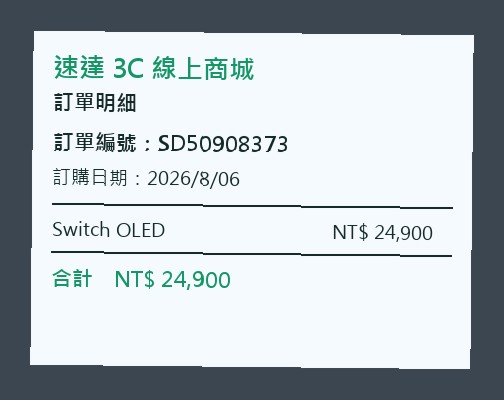 速達 3C 線上商城
訂單明細
訂單編號：SD50908373
訂購日期：2026/8/06
Switch OLED NT$ 24,900
合計 NT$ 24,900